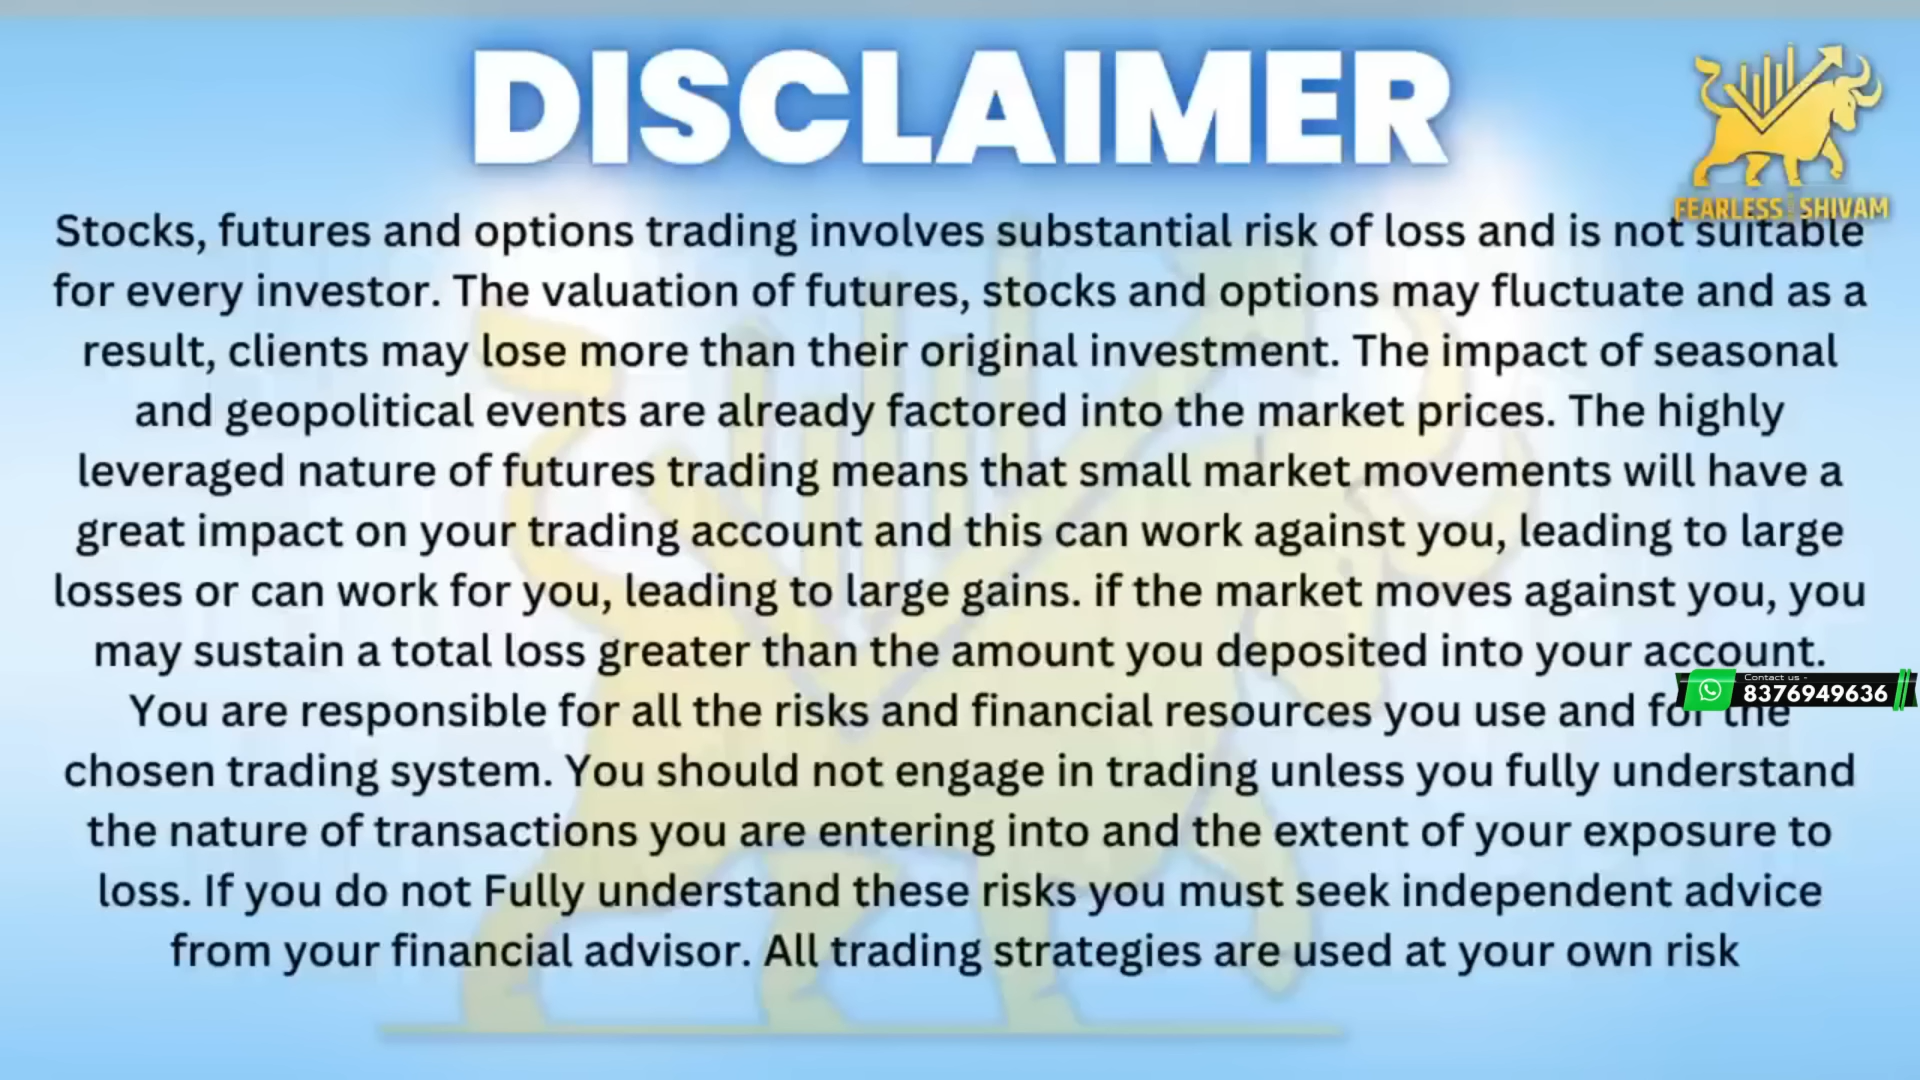 DISCLAIMER
FEARLESS SHIVAM
Stocks, futures and options trading involves substantial risk of loss and is not suitable
for every investor. The valuation of futures, stocks and options may fluctuate and as a
result, clients may lose more than their original investment. The impact of seasonal
and geopolitical events are already factored into the market prices. The highly
leveraged nature of futures trading means that small market movements will have a
great impact on your trading account and this can work against you, leading to large
losses or can work for you, leading to large gains. if the market moves against you, you
may sustain a total loss greater than the amount you deposited into your account.
Contact us -
8376949636
You are responsible for all the risks and financial resources you use and for the
chosen trading system. You should not engage in trading unless you fully understand
the nature of transactions you are entering into and the extent of your exposure to
loss. If you do not Fully understand these risks you must seek independent advice
from your financial advisor. All trading strategies are used at your own risk